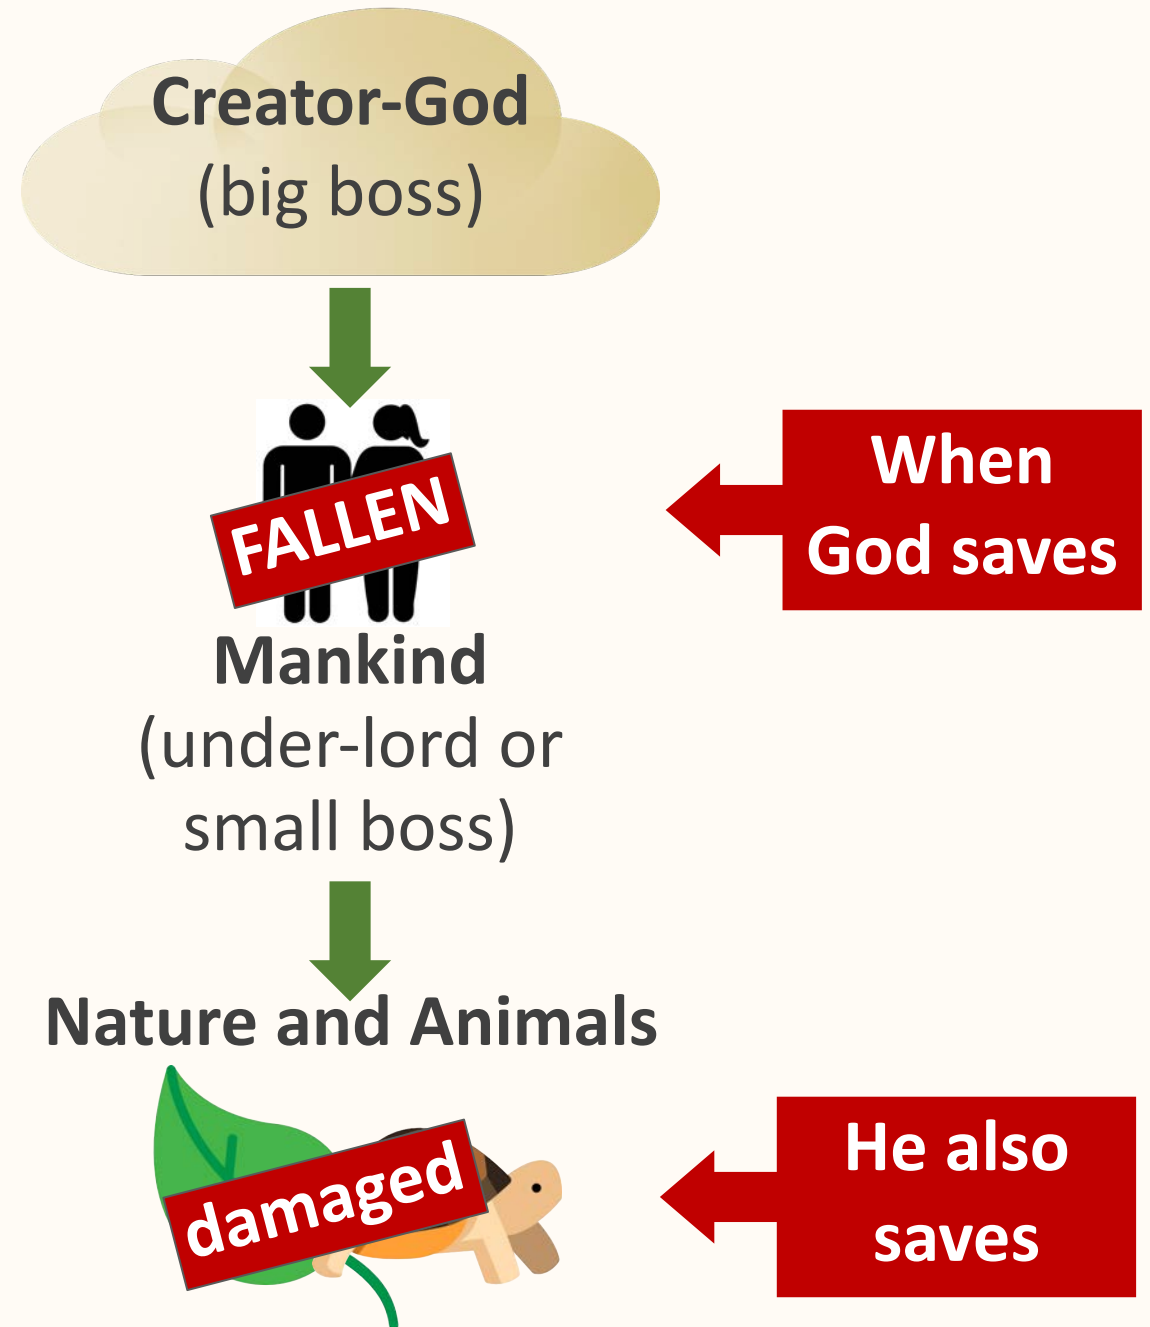 Creator-God
(big boss)
FALLEN
When
God saves
Mankind
(under-lord or
small boss)
Nature and Animals
damaged
He also
saves